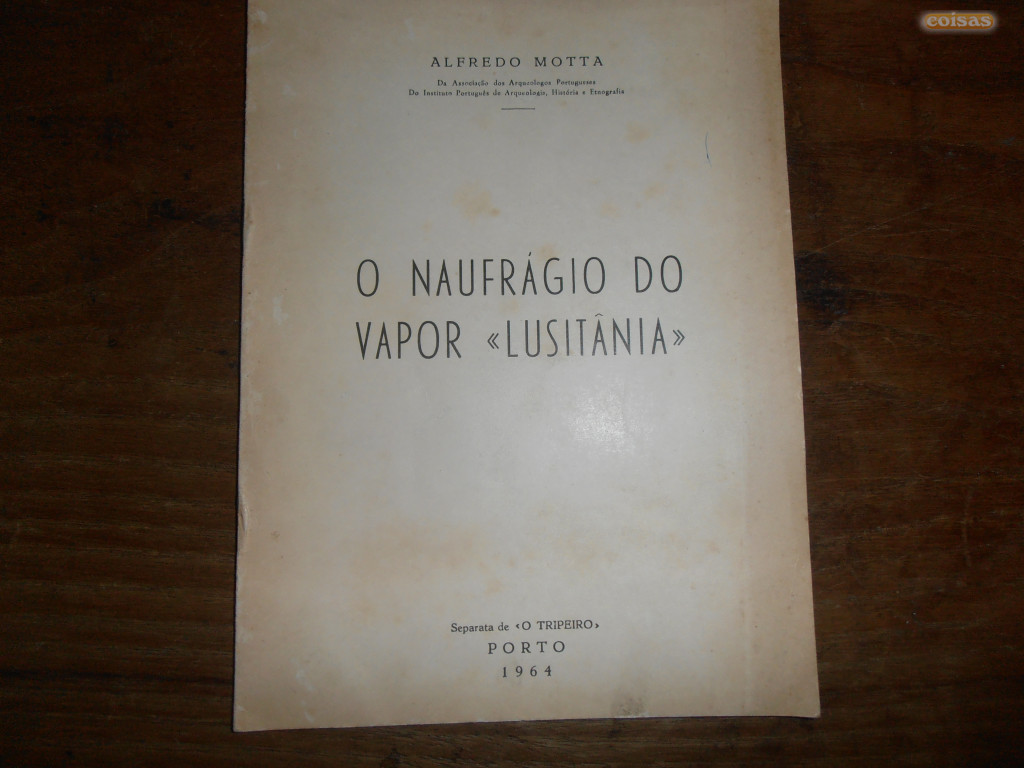 coisas
ALFREDO MOTTA
Da Associação dos Arqueólogos Portugueses
Do Instituto Português de Arqueologia, História e Etnografia
O NAUFRÁGIO DO
VAPOR «LUSITÂNIA»
Separata de «O TRIPEIRO»
PORTO
1964